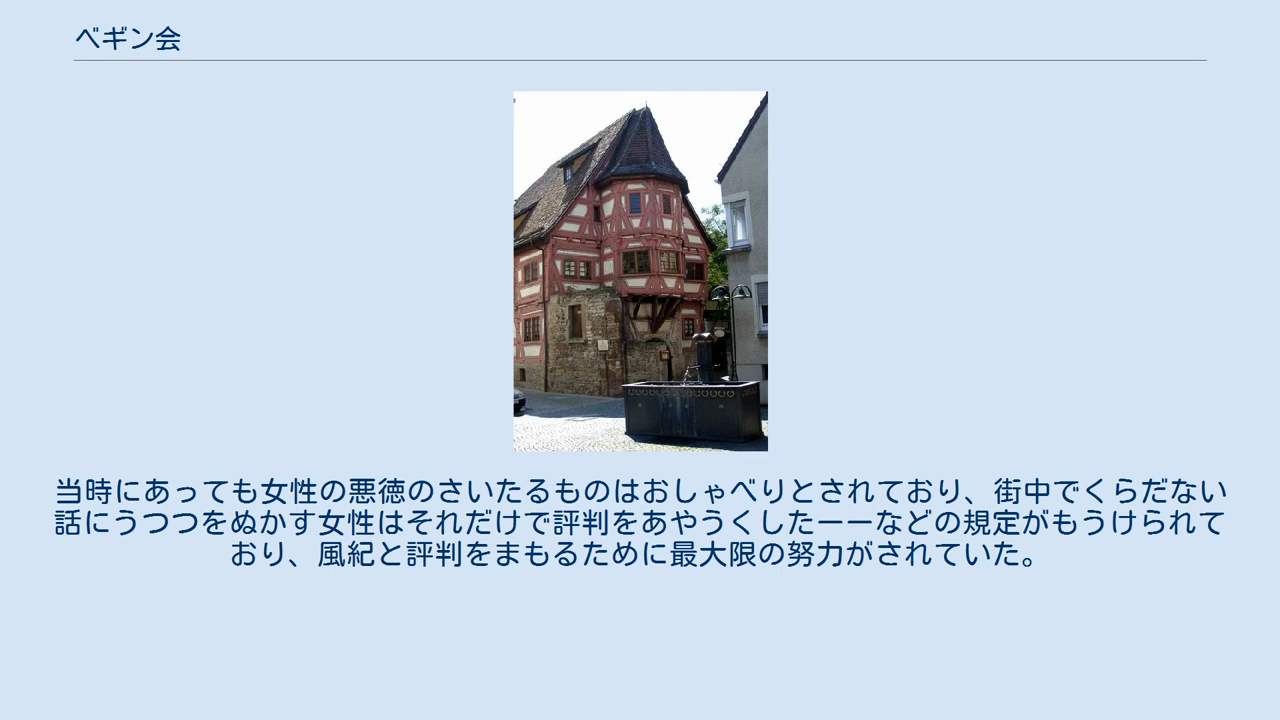 ベギン会
当時にあっても女性の悪徳のさいたるものはおしゃべりとされており、街中でくらだない
話にうつつをぬかす女性はそれだけで評判をあやうくしたーーなどの規定がもうけられて
おり、風紀と評判をまもるために最大限の努力がされていた。